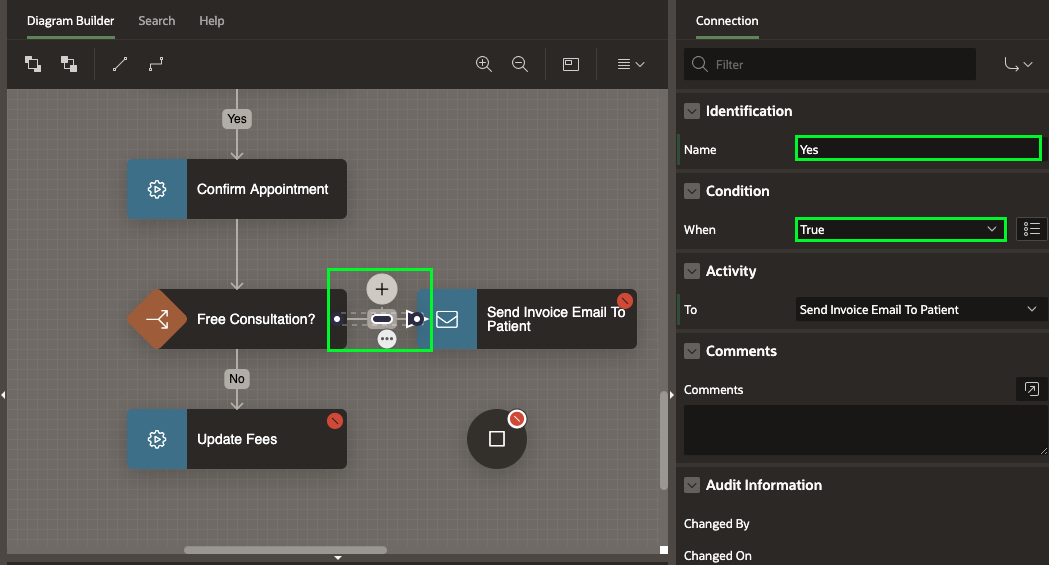 Diagram Builder
Search
Help
Yes
Confirm Appointment
Free Consultation?
Send Invoice Email To
Patient
No
Update Fees
Connection
Filter
Identification
Name
Yes
Condition
When
True
Activity
To
Send Invoice Email To Patient
Comments
Comments
Audit Information
Changed By
Changed On